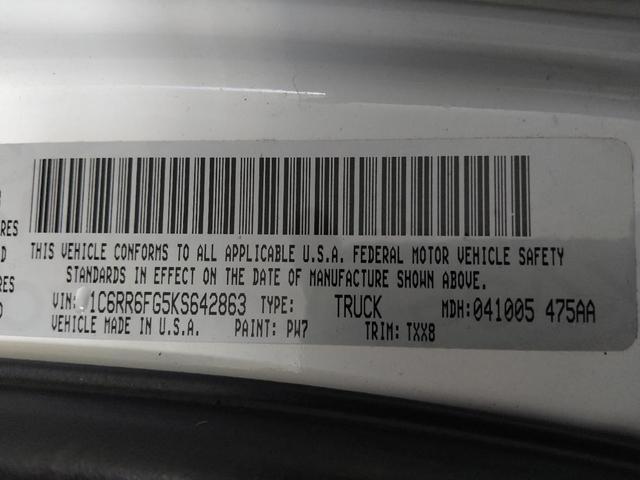 RES
THIS VEHICLE CONFORMS TO ALL APPLICABLE U.S.A. FEDERAL MOTOR VEHICLE SAFETY
STANDARDS IN EFFECT ON THE DATE OF MANUFACTURE SHOWN ABOVE.
VIN: 1C6RR6FG5KS642863 TYPE: TRUCK MDH: 041005 475AA
VEHICLE MADE IN U.S.A. PAINT: PW7 TRIM: TXX8